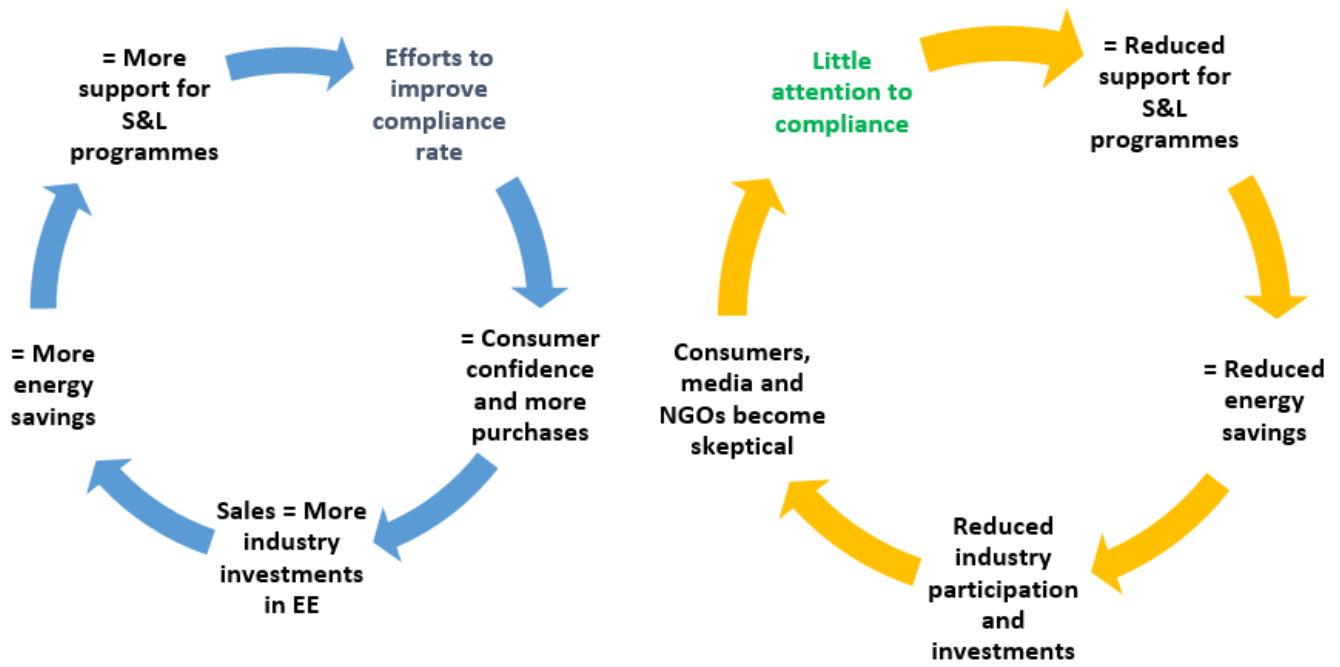 = More
support for
S&L
programmes
Efforts to
improve
compliance
rate
= Consumer
confidence
and more
purchases
Sales = More
industry
investments
in EE
= More
energy
savings
Little
attention to
compliance
= Reduced
support for
S&L
programmes
= Reduced
energy
savings
Reduced
industry
participation
and
investments
Consumers,
media and
NGOs become
skeptical